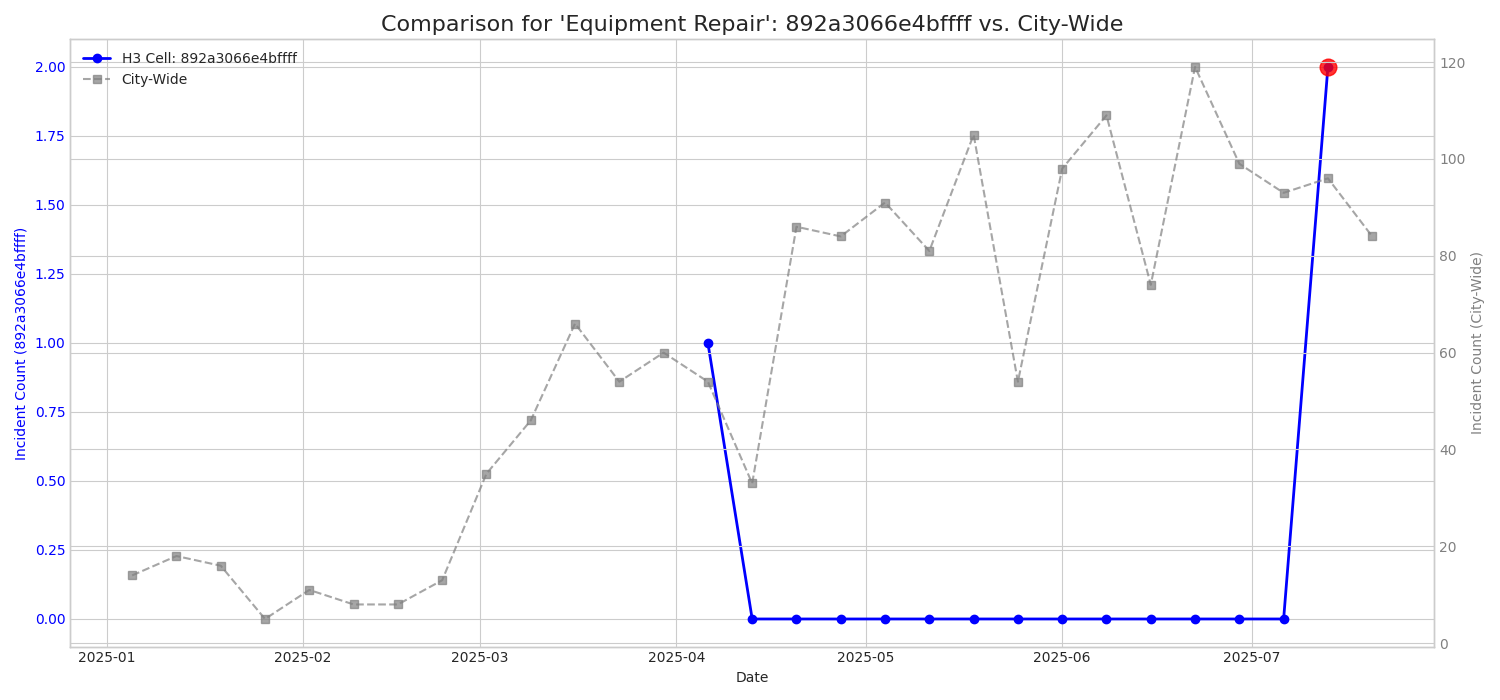 Comparison for 'Equipment Repair': 892a3066e4bffff vs. City-Wide
H3 Cell: 892a3066e4bffff
City-Wide
Incident Count (892a3066e4bffff)
2.00
1.75
1.50
1.25
1.00
0.75
0.50
0.25
0.00
120
100
80
60
40
20
0
Incident Count (City-Wide)
2025-01 2025-02 2025-03 2025-04 2025-05 2025-06 2025-07
Date